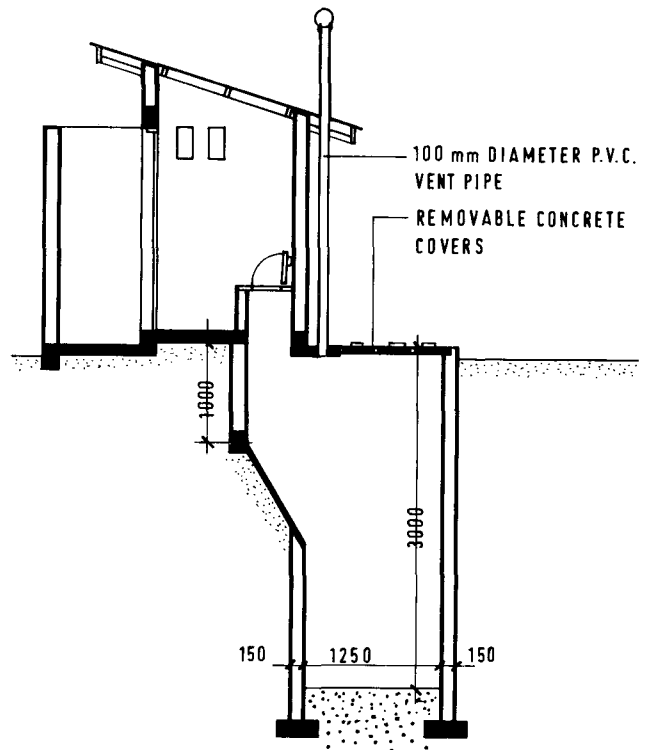 100 mm DIAMETER P.V.C.
VENT PIPE
REMOVABLE CONCRETE
COVERS
1000
3000
150 1250 150